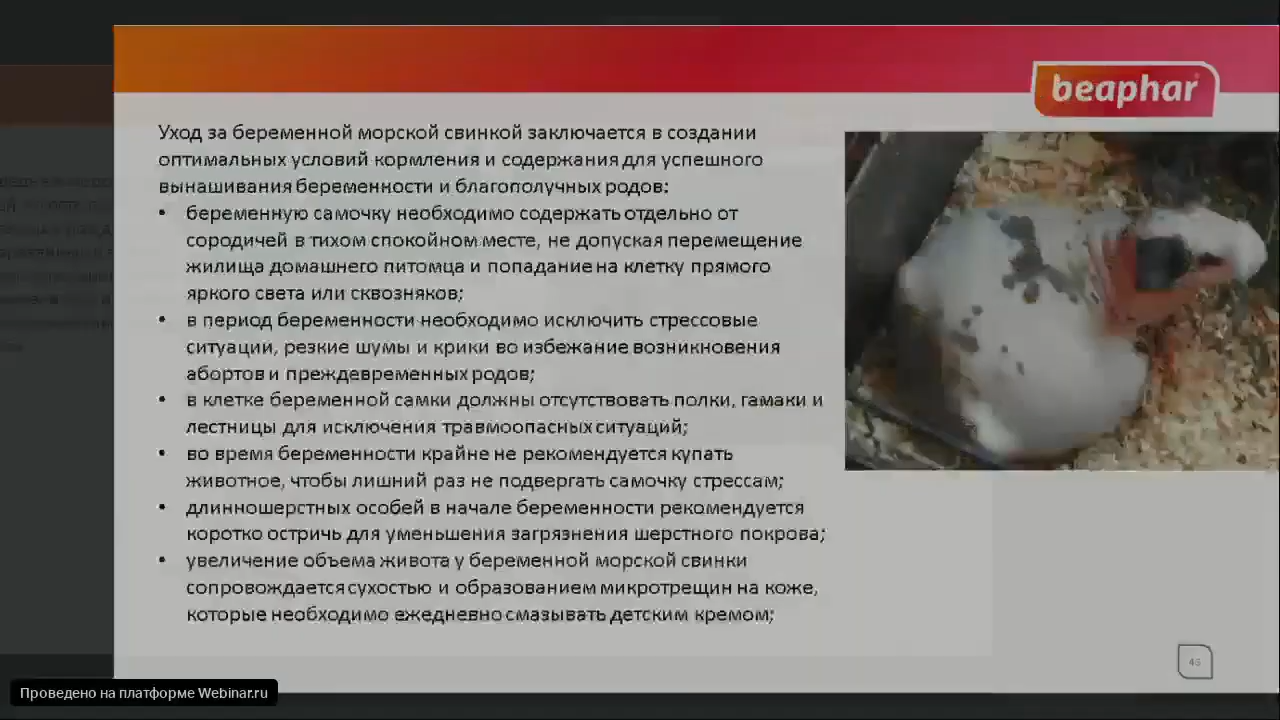 beaphar
Уход за беременной морской свинкой заключается в создании
оптимальных условий кормления и содержания для успешного
вынашивания беременности и благополучных родов:
• беременную самочку необходимо содержать отдельно от
сородичей в тихом спокойном месте, не допуская перемещение
жилища домашнего питомца и попадание на клетку прямого
яркого света или сквозняков;
• в период беременности необходимо исключить стрессовые
ситуации, резкие шумы и крики во избежание возникновения
абортов и преждевременных родов;
• в клетке беременной самки должны отсутствовать полки, гамаки и
лестницы для исключения травмоопасных ситуаций;
• во время беременности крайне не рекомендуется купать
животное, чтобы лишний раз не подвергать самочку стрессам;
• длинношерстных особей в начале беременности рекомендуется
коротко остричь для уменьшения загрязнения шерстного покрова;
• увеличение объема живота у беременной морской свинки
сопровождается сухостью и образованием микротрещин на коже,
которые необходимо ежедневно смазывать детским кремом;
Проведено на платформе Webinar.ru